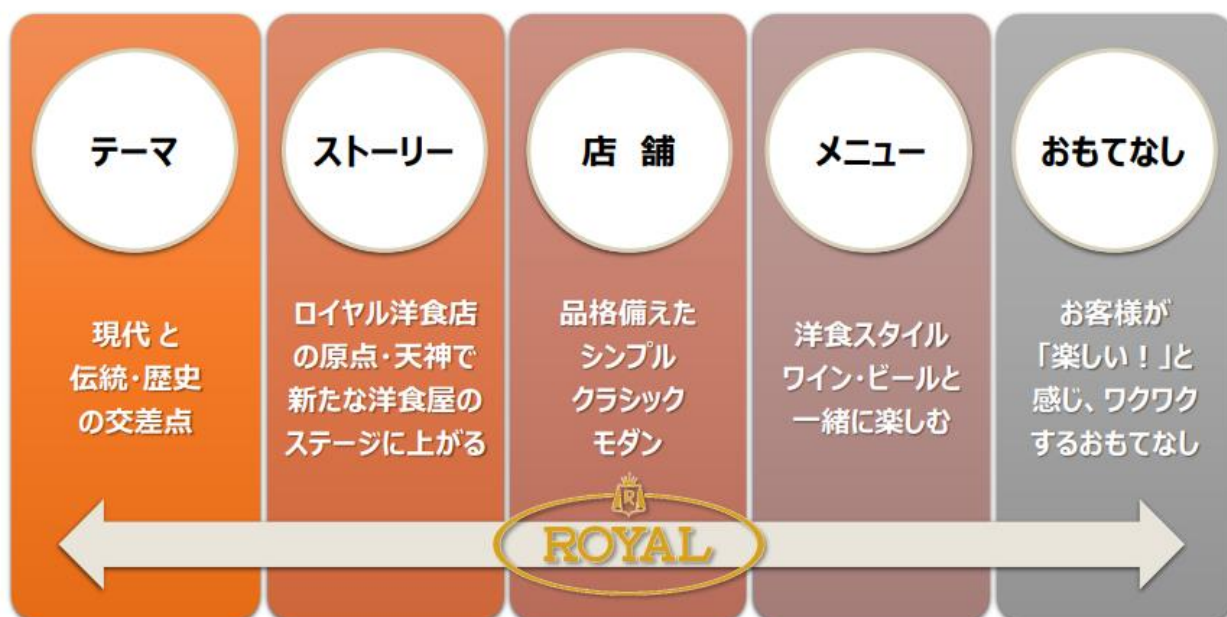 テーマ
現代 と
伝統・歴史
の交差点
ストーリー
ロイヤル洋食店
の原点・天神で
新たな洋食屋の
ステージに上がる
店 舗
品格備えた
シンプル
クラシック
モダン
メニュー
洋食スタイル
ワイン・ビールと
一緒に楽しむ
おもてなし
お客様が
「楽しい！」と
感じ、ワクワク
するおもてなし
R
ROYAL